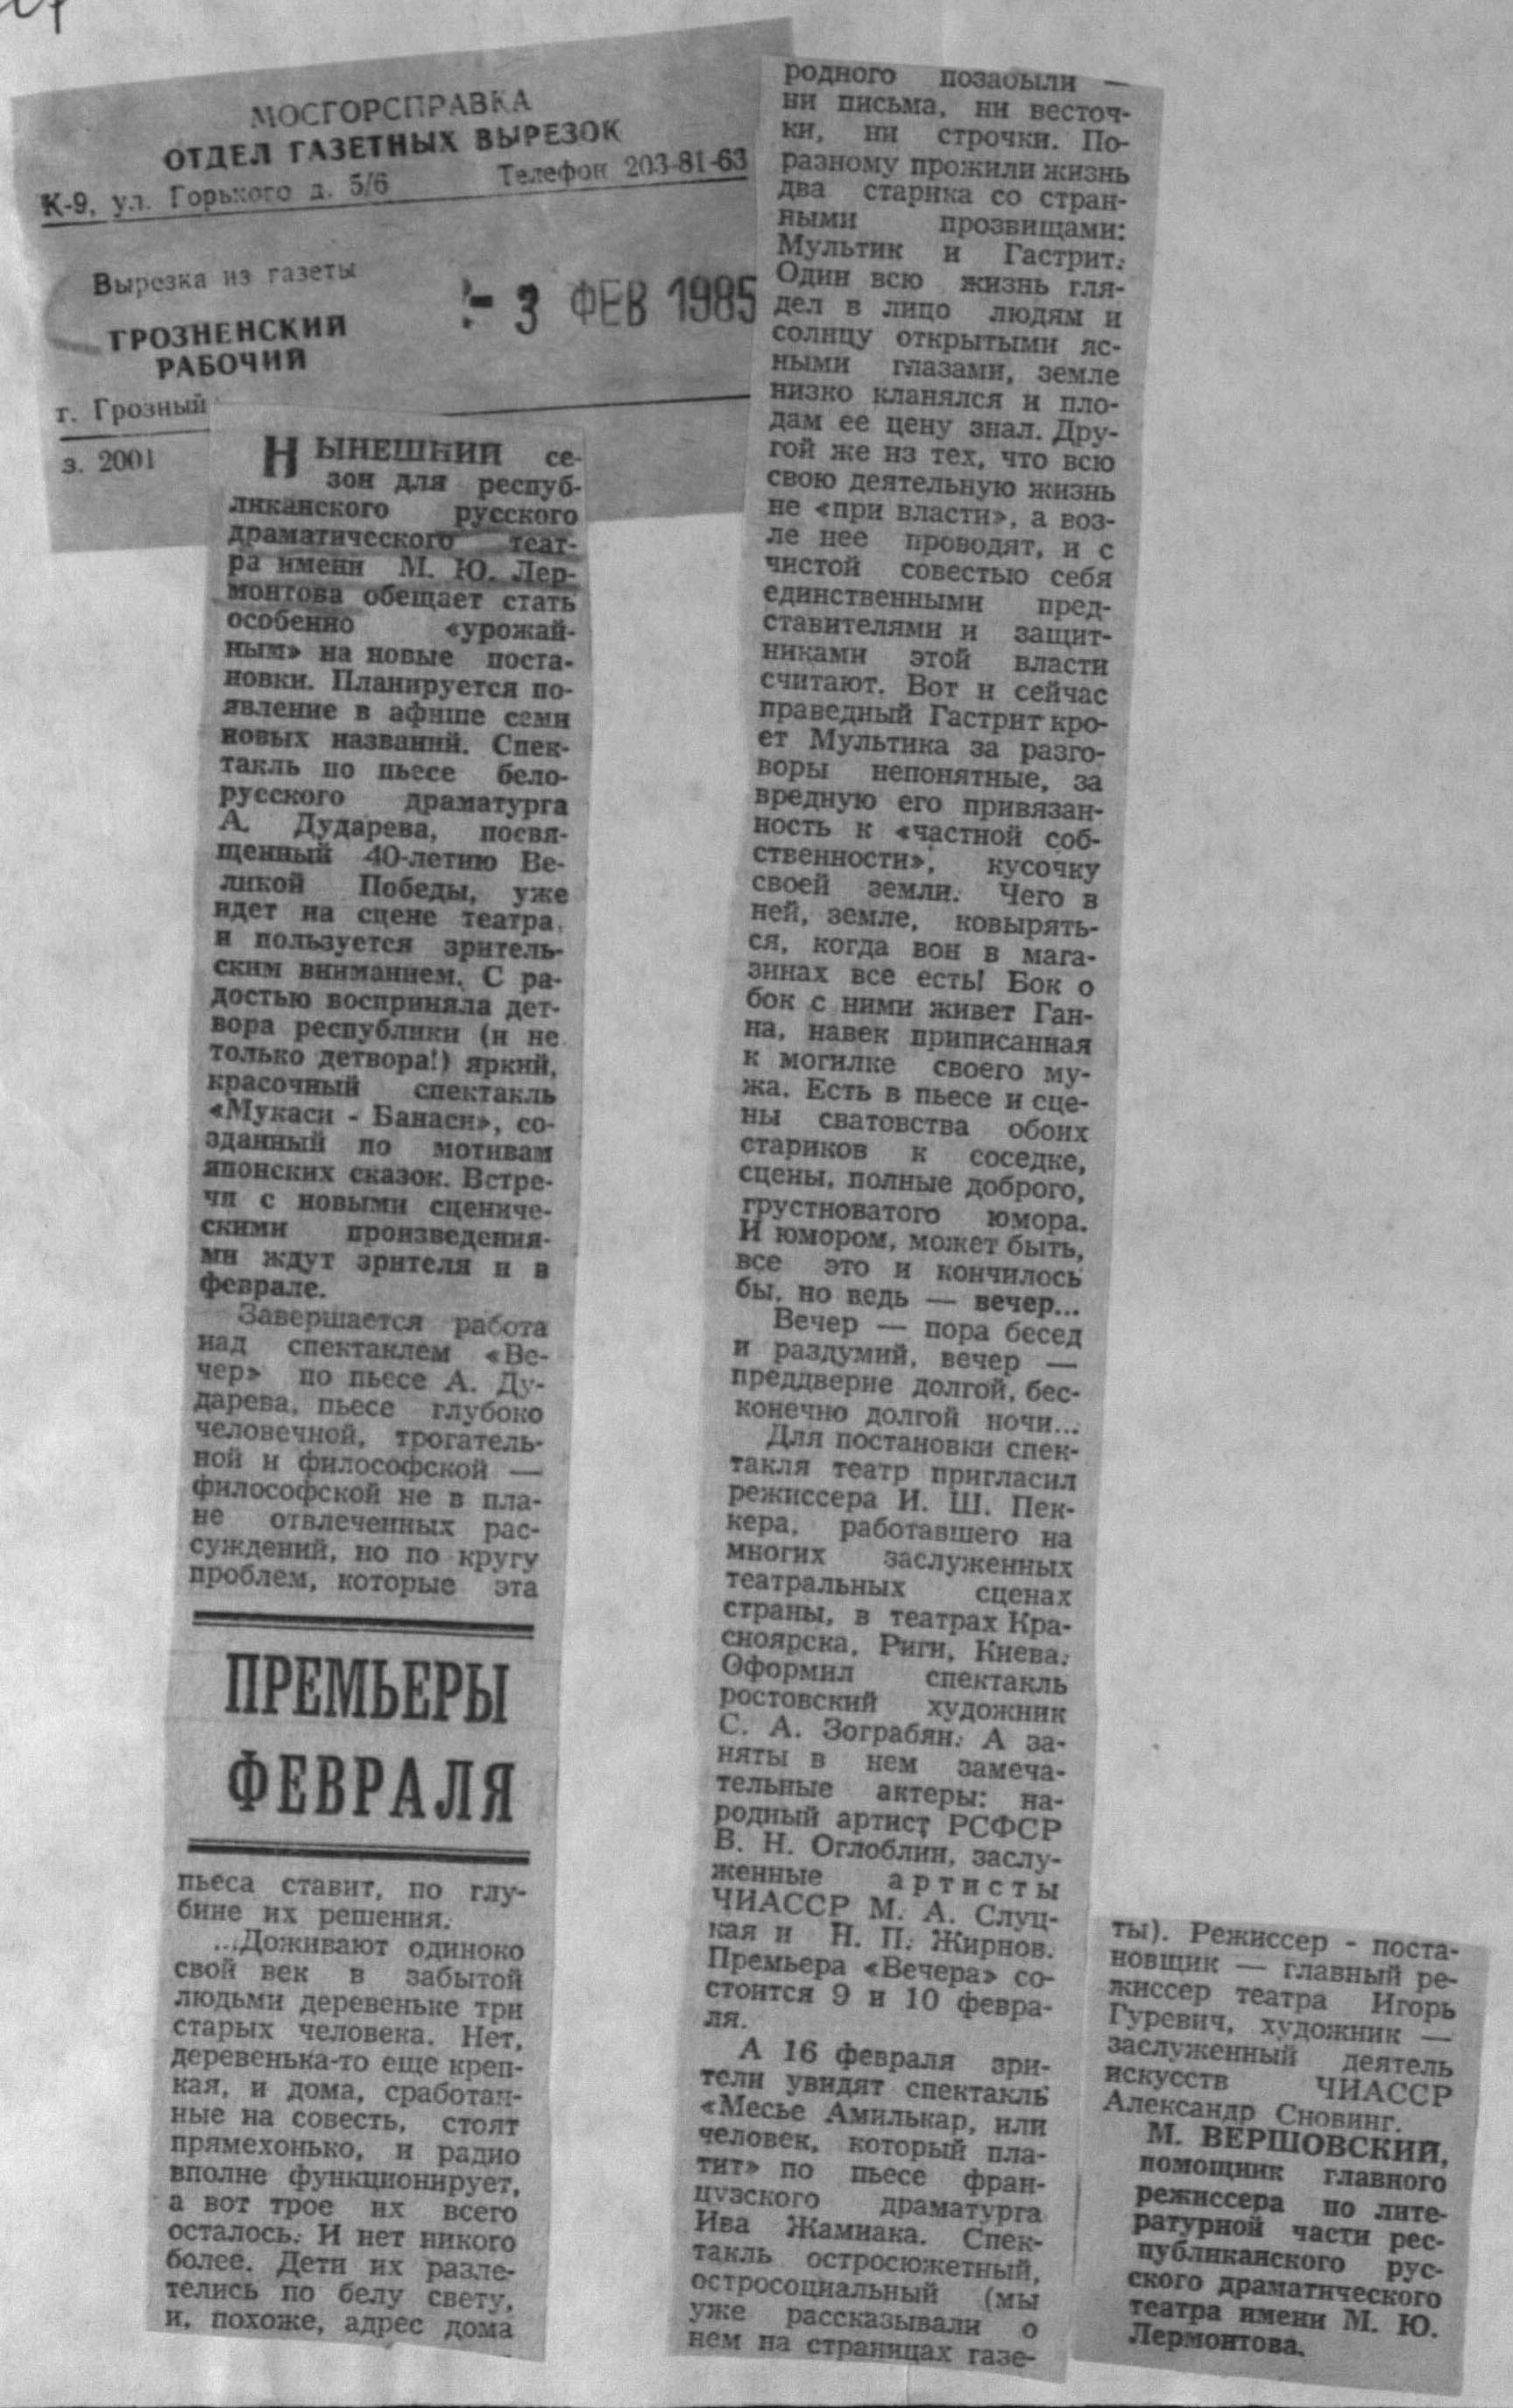 МОСГОРСПРАВКА
ОТДЕЛ ГАЗЕТНЫХ ВЫРЕЗОК
К-9, ул. Горького д. 5/6 Телефон 203-81-63
Вырезка из газеты
ГРОЗНЕНСКИЙ
РАБОЧИЙ
- 3 ФЕВ 1985
г. Грозный
з. 2001
НЫНЕШНИЙ се-
зон для респуб-
ликанского русского
драматического теат-
ра имени М. Ю. Лер-
монтова обещает стать
особенно «урожай-
ным» на новые поста-
новки. Планируется по-
явление в афише семи
новых названий. Спек-
такль по пьесе бело-
русского драматурга
А. Дударева, посвя-
щенный 40-летию Ве-
ликой Победы, уже
идет на сцене театра,
и пользуется зритель-
ским вниманием. С ра-
достью восприняла дет-
вора республики (и не
только детвора!) яркий,
красочный спектакль
«Мукаси - Банаси», со-
зданный по мотивам
японских сказок. Встре-
чи с новыми сцениче-
скими произведения-
ми ждут зрителя и в
феврале.
Завершается работа
над спектаклем «Ве-
чер» по пьесе А. Ду-
дарева, пьесе глубоко
человечной, трогатель-
ной и философской —
философской не в пла-
не отвлеченных рас-
суждений, но по кругу
проблем, которые эта
ПРЕМЬЕРЫ
ФЕВРАЛЯ
пьеса ставит, по глу-
бине их решения.
...Доживают одиноко
свой век в забытой
людьми деревеньке три
старых человека. Нет,
деревенька-то еще креп-
кая, и дома, сработан-
ные на совесть, стоят
прямехонько, и радио
вполне функционирует,
а вот трое их всего
осталось. И нет никого
более. Дети их разле-
телись по белу свету,
и, похоже, адрес дома
родного позабыли —
ни письма, ни весточ-
ки, ни строчки. По-
разному прожили жизнь
два старика со стран-
ными прозвищами:
Мультик и Гастрит.
Один всю жизнь гля-
дел в лицо людям и
солнцу открытыми яс-
ными глазами, земле
низко кланялся и пло-
дам ее цену знал. Дру-
гой же из тех, что всю
свою деятельную жизнь
не «при власти», а воз-
ле нее проводят, и с
чистой совестью себя
единственными пред-
ставителями и защит-
никами этой власти
считают. Вот и сейчас
праведный Гастрит кро-
ет Мультика за разго-
воры непонятные, за
вредную его привязан-
ность к «частной соб-
ственности», кусочку
своей земли. Чего в
ней, земле, ковырять-
ся, когда вон в мага-
зинах все есть! Бок о
бок с ними живет Ган-
на, навек приписанная
к могилке своего му-
жа. Есть в пьесе и сце-
ны сватовства обоих
стариков к соседке,
сцены, полные доброго,
грустноватого юмора.
И юмором, может быть,
все это и кончилось
бы, но ведь — вечер...
Вечер — пора бесед
и раздумий, вечер —
преддверие долгой, бес-
конечно долгой ночи...
Для постановки спек-
такля театр пригласил
режиссера И. Ш. Пек-
кера, работавшего на
многих заслуженных
театральных сценах
страны, в театрах Кра-
сноярска, Риги, Киева.
Оформил спектакль
ростовский художник
С. А. Зограбян. А за-
няты в нем замеча-
тельные актеры: на-
родный артист РСФСР
В. Н. Оглоблин, заслу-
женные артисты
ЧИАССР М. А. Слуц-
кая и Н. П. Жирнов.
Премьера «Вечера» со-
стоится 9 и 10 февра-
ля.
А 16 февраля зри-
тели увидят спектакль
«Месье Амилькар, или
человек, который пла-
тит» по пьесе фран-
цузского драматурга
Ива Жамиака. Спек-
такль остросюжетный,
остросоциальный (мы
уже рассказывали о
нем на страницах газе-
ты). Режиссер - поста-
новщик — главный ре-
жиссер театра Игорь
Гуревич, художник —
заслуженный деятель
искусств ЧИАССР
Александр Сновинг.
М. ВЕРШОВСКИЙ,
помощник главного
режиссера по лите-
ратурной части рес-
публиканского рус-
ского драматического
театра имени М. Ю.
Лермонтова.